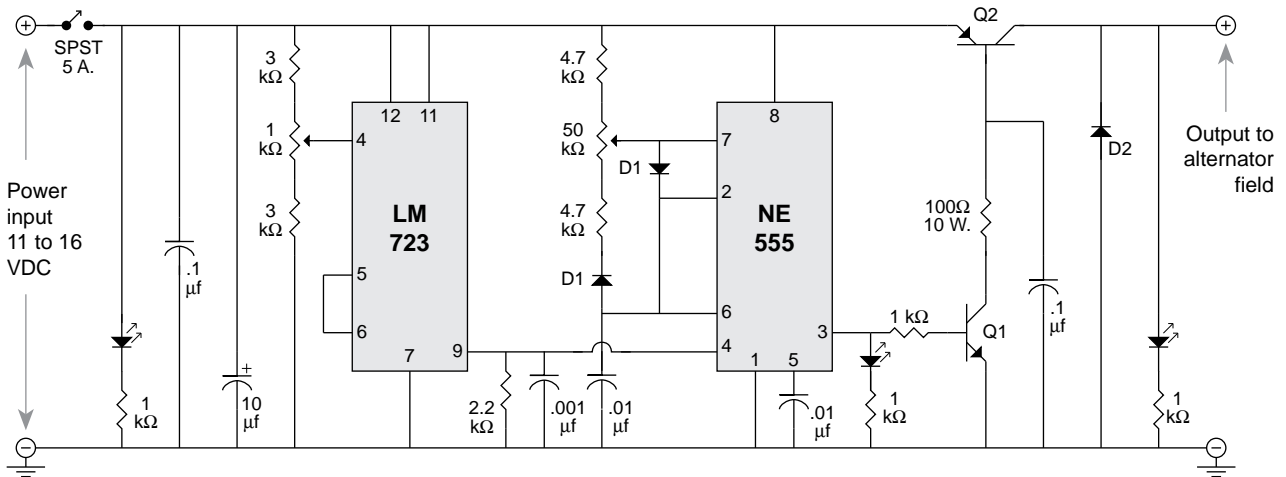 SPST
5 A.
Power
input
11 to 16
VDC
.1
µf
1
kΩ
+
10
µf
3
kΩ
1
kΩ
3
kΩ
12
11
4
LM
723
5
6
7
9
2.2
kΩ
.001
µf
.01
µf
4.7
kΩ
50
kΩ
D1
4.7
kΩ
D1
8
7
2
NE
555
6
4
3
1
5
.01
µf
1 kΩ
1
kΩ
Q1
100Ω
10 W.
Q2
.1
µf
D2
1
kΩ
Output to
alternator
field